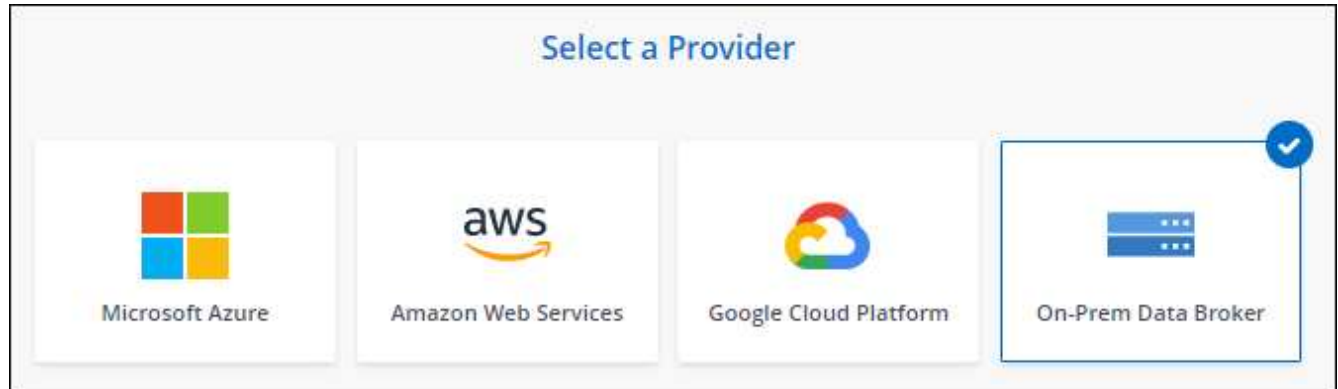 Select a Provider
aws
Microsoft Azure
Amazon Web Services
Google Cloud Platform
On-Prem Data Broker